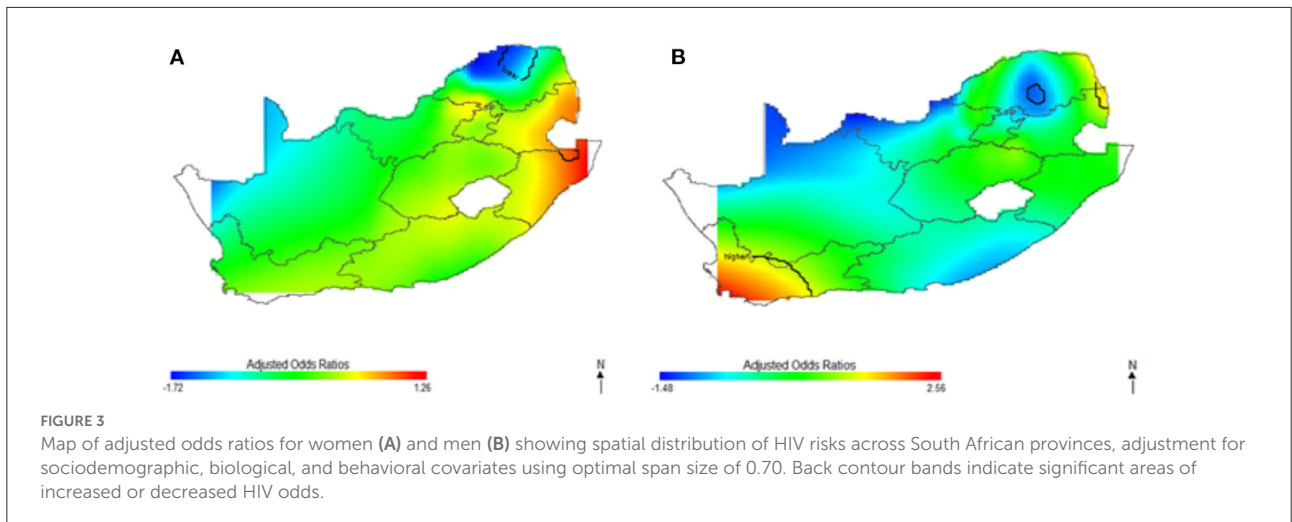 A
B
lower
higher
Adjusted Odds Ratios
-1.72
1.26
N
Adjusted Odds Ratios
-1.48
2.56
N
FIGURE 3
Map of adjusted odds ratios for women (A) and men (B) showing spatial distribution of HIV risks across South African provinces, adjustment for
sociodemographic, biological, and behavioral covariates using optimal span size of 0.70. Back contour bands indicate significant areas of
increased or decreased HIV odds.